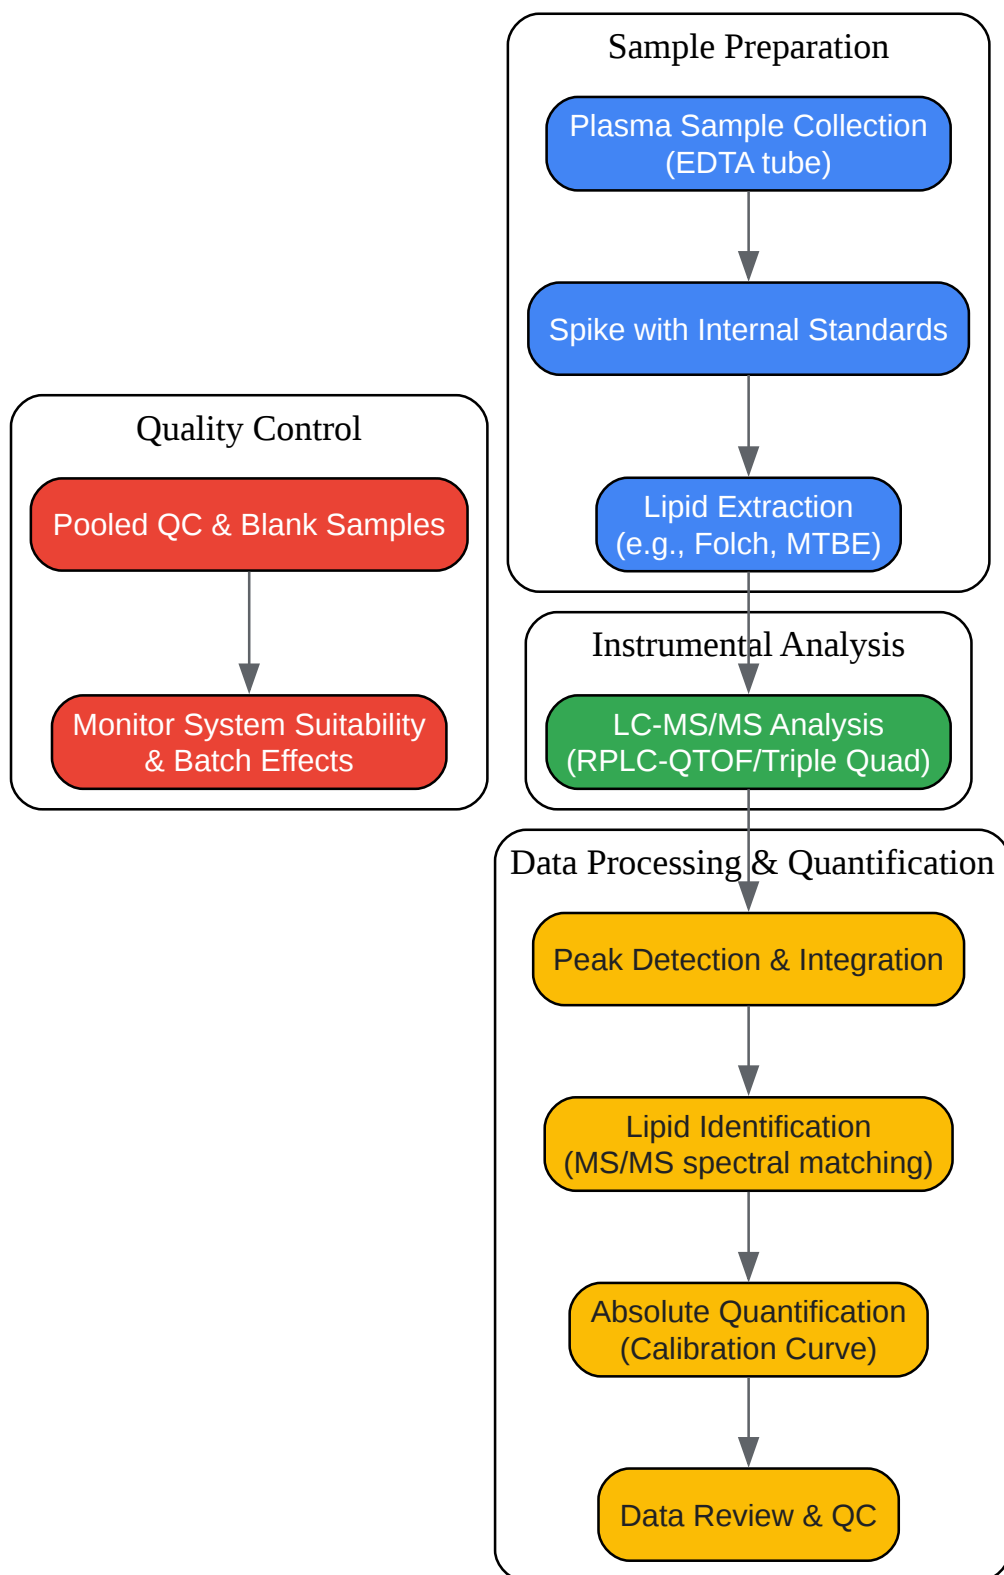 Sample Preparation
Plasma Sample Collection
(EDTA tube)
Spike with Internal Standards
Lipid Extraction
(e.g., Folch, MTBE)
Quality Control
Pooled QC & Blank Samples
Monitor System Suitability
& Batch Effects
Instrumental Analysis
LC-MS/MS Analysis
(RPLC-QTOF/Triple Quad)
Data Processing & Quantification
Peak Detection & Integration
Lipid Identification
(MS/MS spectral matching)
Absolute Quantification
(Calibration Curve)
Data Review & QC